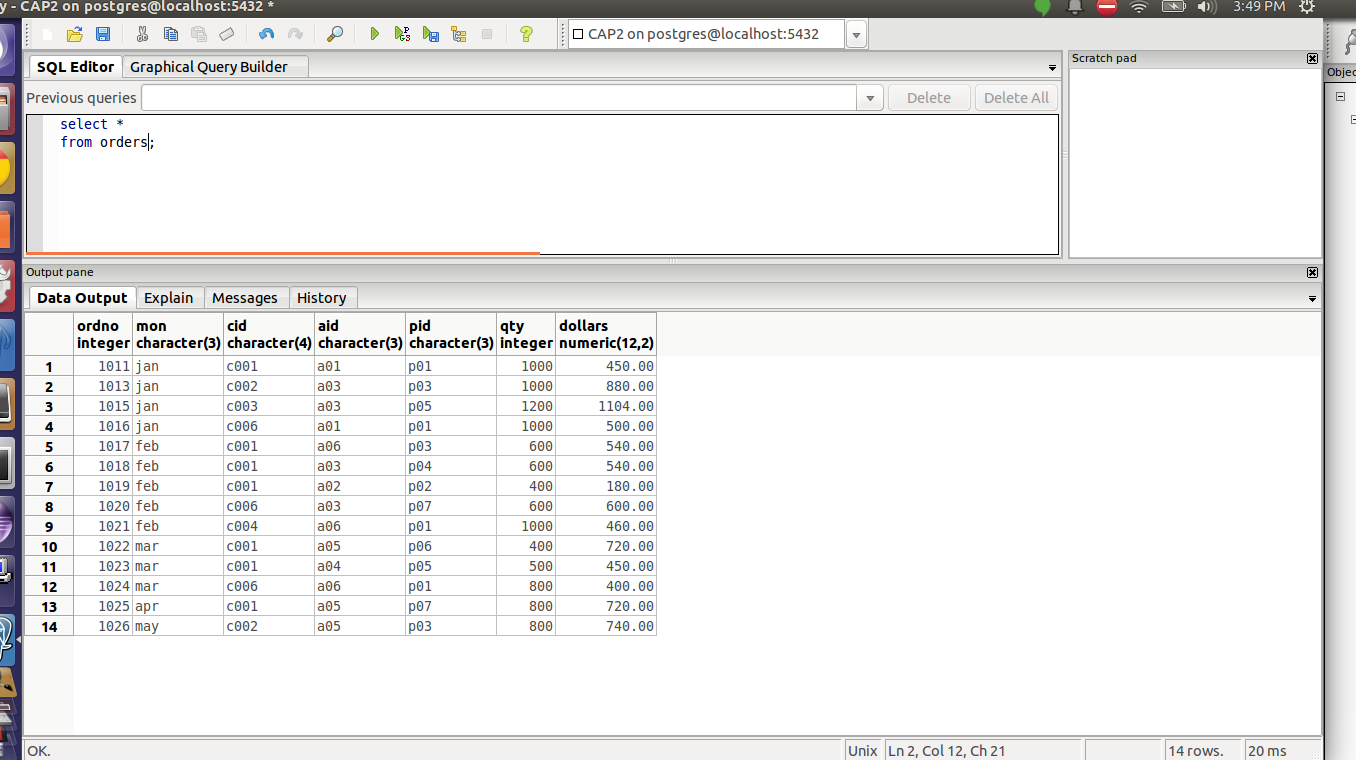 y - CAP2 on postgres@localhost:5432 *
3:49 PM
CAP2 on postgres@localhost:5432
SQL Editor
Graphical Query Builder
Scratch pad
Objec
Previous queries
Delete
Delete All
select *
from orders;
Output pane
Data Output
Explain
Messages
History
ordno mon cid aid pid qty dollars
integer character(3) character(4) character(3) character(3) integer numeric(12,2)
1 1011 jan c001 a01 p01 1000 450.00
2 1013 jan c002 a03 p03 1000 880.00
3 1015 jan c003 a03 p05 1200 1104.00
4 1016 jan c006 a01 p01 1000 500.00
5 1017 feb c001 a06 p03 600 540.00
6 1018 feb c001 a03 p04 600 540.00
7 1019 feb c001 a02 p02 400 180.00
8 1020 feb c006 a03 p07 600 600.00
9 1021 feb c004 a06 p01 1000 460.00
10 1022 mar c001 a05 p06 400 720.00
11 1023 mar c001 a04 p05 500 450.00
12 1024 mar c006 a06 p01 800 400.00
13 1025 apr c001 a05 p07 800 720.00
14 1026 may c002 a05 p03 800 740.00
OK.
Unix
Ln 2, Col 12, Ch 21
14 rows.
20 ms